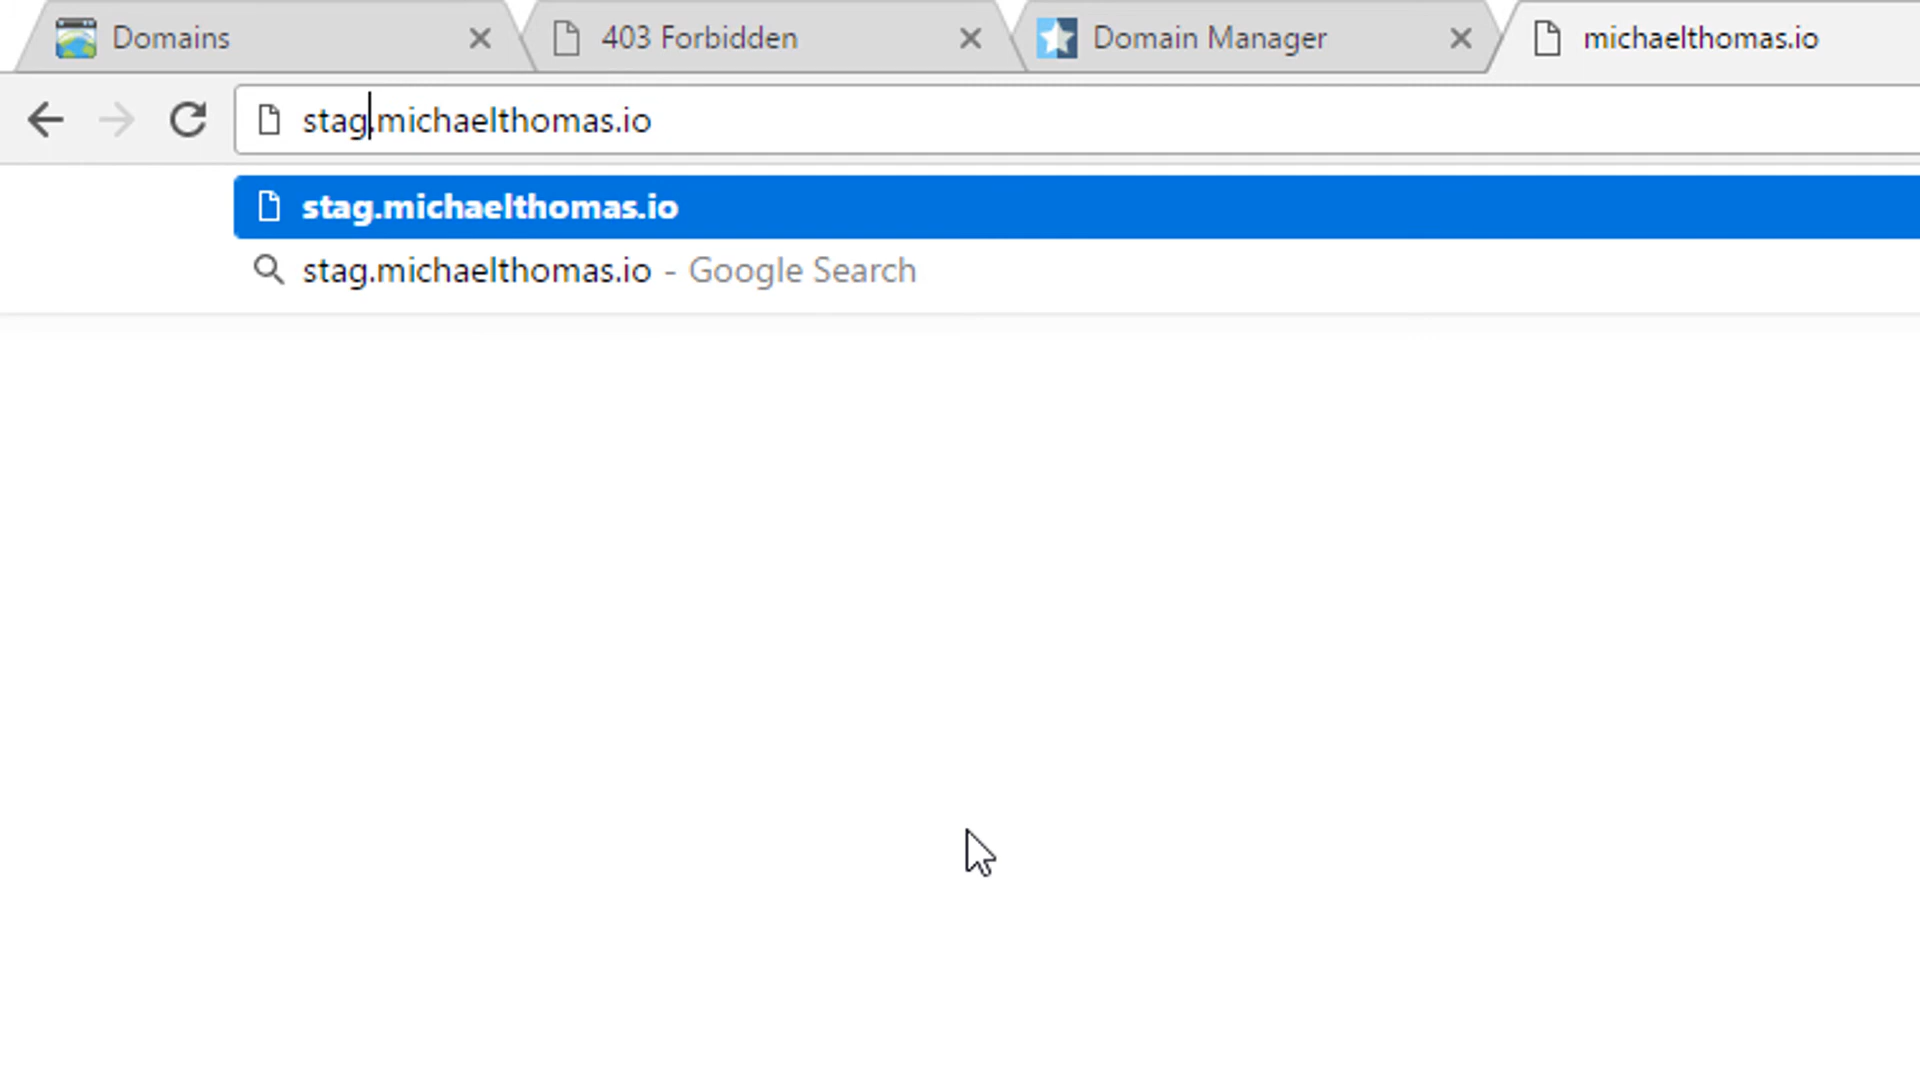 Domains
403 Forbidden
Domain Manager
michaelthomas.io
stag.michaelthomas.io
stag.michaelthomas.io
stag.michaelthomas.io - Google Search